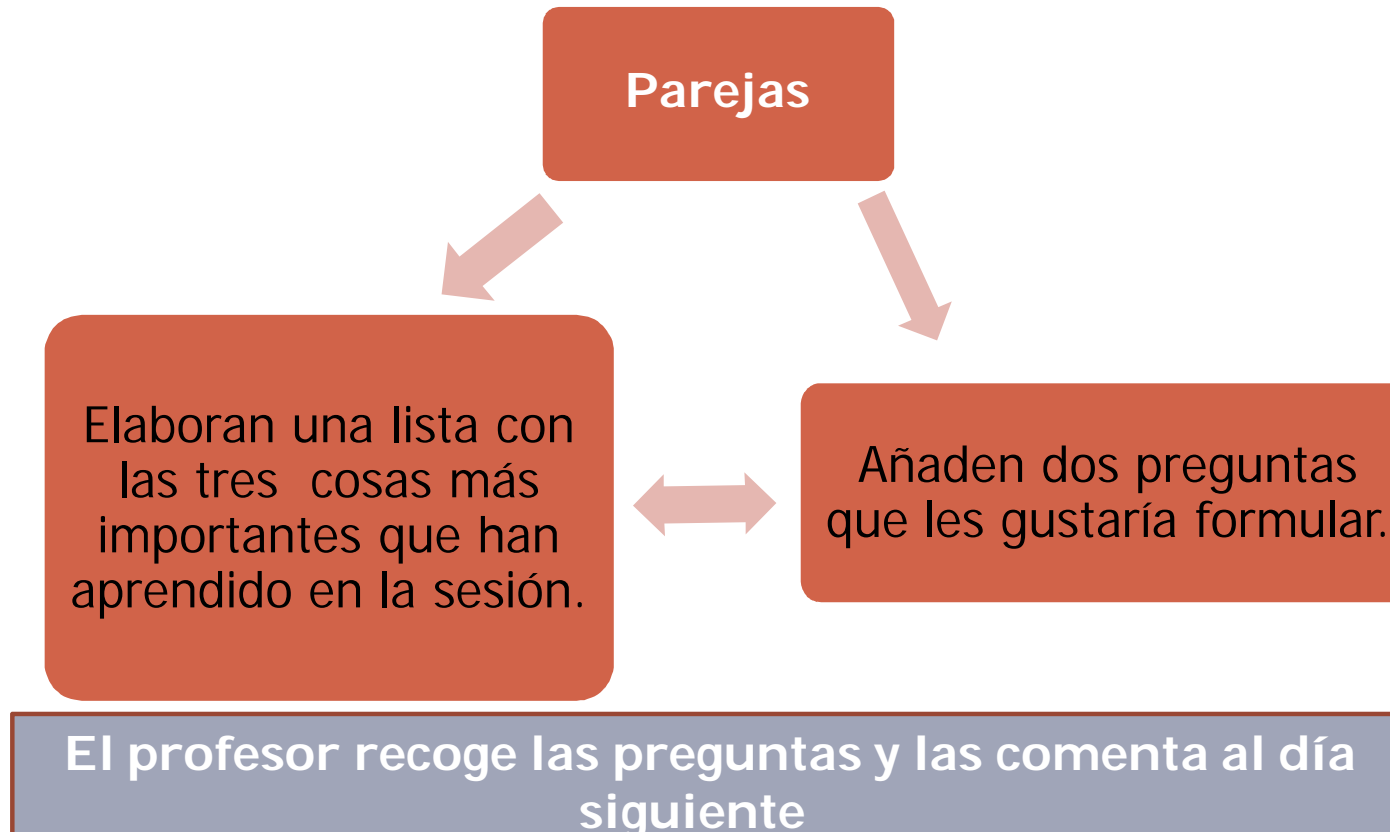 Parejas
Elaboran una lista con
las tres cosas más
importantes que han
aprendido en la sesión.
Añaden dos preguntas
que les gustaría formular.
El profesor recoge las preguntas y las comenta al día
siguiente